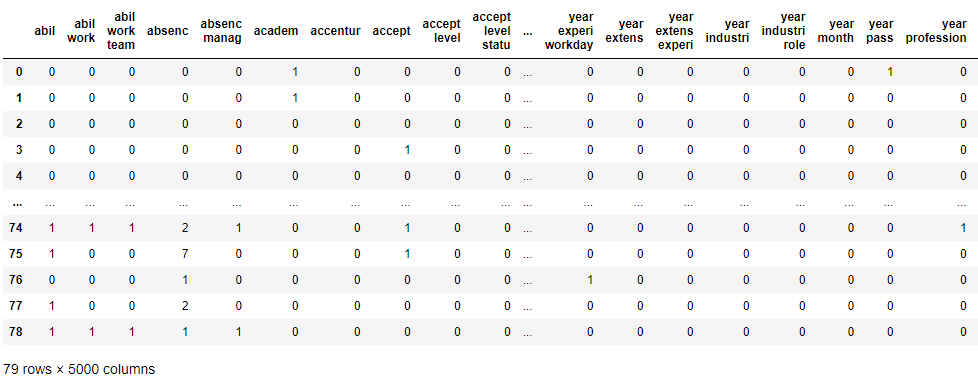 abil abil work abil work team absenc absenc manag academ accentur accept accept level accept level statu ... year experi workday year extens year extens experi year industri year industri role year month year pass year profession
0 0 0 0 0 0 1 0 0 0 0 ... 0 0 0 0 0 0 1 0
1 0 0 0 0 0 1 0 0 0 0 ... 0 0 0 0 0 0 0 0
2 0 0 0 0 0 0 0 0 0 0 ... 0 0 0 0 0 0 0 0
3 0 0 0 0 0 0 0 1 0 0 ... 0 0 0 0 0 0 0 0
4 0 0 0 0 0 0 0 0 0 0 ... 0 0 0 0 0 0 0 0
... ... ... ... ... ... ... ... ... ... ... ... ... ... ... ... ... ... ... ...
74 1 1 1 2 1 0 0 1 0 0 ... 0 0 0 0 0 0 0 1
75 1 0 0 7 0 0 0 1 0 0 ... 0 0 0 0 0 0 0 0
76 0 0 0 1 0 0 0 0 0 0 ... 1 0 0 0 0 0 0 0
77 1 0 0 2 0 0 0 0 0 0 ... 0 0 0 0 0 0 0 0
78 1 1 1 1 1 0 0 0 0 0 ... 0 0 0 0 0 0 0 0
79 rows × 5000 columns